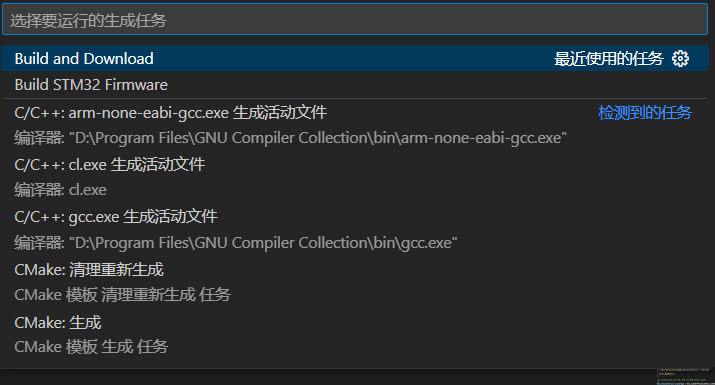 选择要运行的生成任务
Build and Download 最近使用的任务
Build STM32 Firmware
C/C++: arm-none-eabi-gcc.exe 生成活动文件 检测到的任务
编译器: "D:\Program Files\GNU Compiler Collection\bin\arm-none-eabi-gcc.exe"
C/C++: cl.exe 生成活动文件
编译器: cl.exe
C/C++: gcc.exe 生成活动文件
编译器: "D:\Program Files\GNU Compiler Collection\bin\gcc.exe"
CMake: 清理重新生成
CMake 模板 清理重新生成 任务
CMake: 生成
CMake 模板 生成 任务